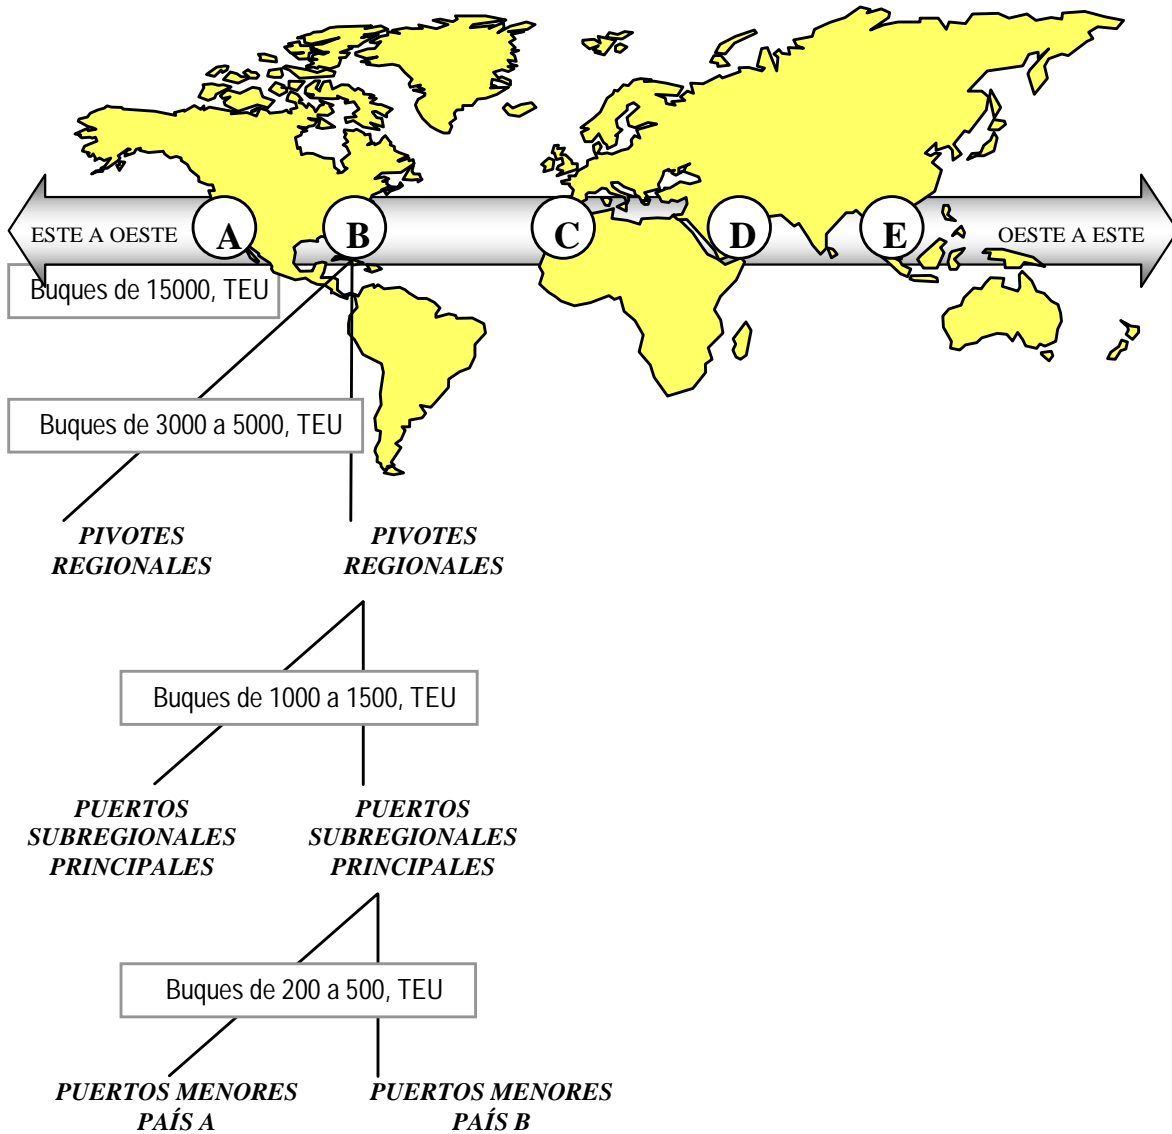 ESTE A OESTE
A
B
C
D
E
OESTE A ESTE
Buques de 15000, TEU
Buques de 3000 a 5000, TEU
PIVOTES
REGIONALES
PIVOTES
REGIONALES
Buques de 1000 a 1500, TEU
PUERTOS
SUBREGIONALES
PRINCIPALES
PUERTOS
SUBREGIONALES
PRINCIPALES
Buques de 200 a 500, TEU
PUERTOS MENORES
PAÍS A
PUERTOS MENORES
PAÍS B